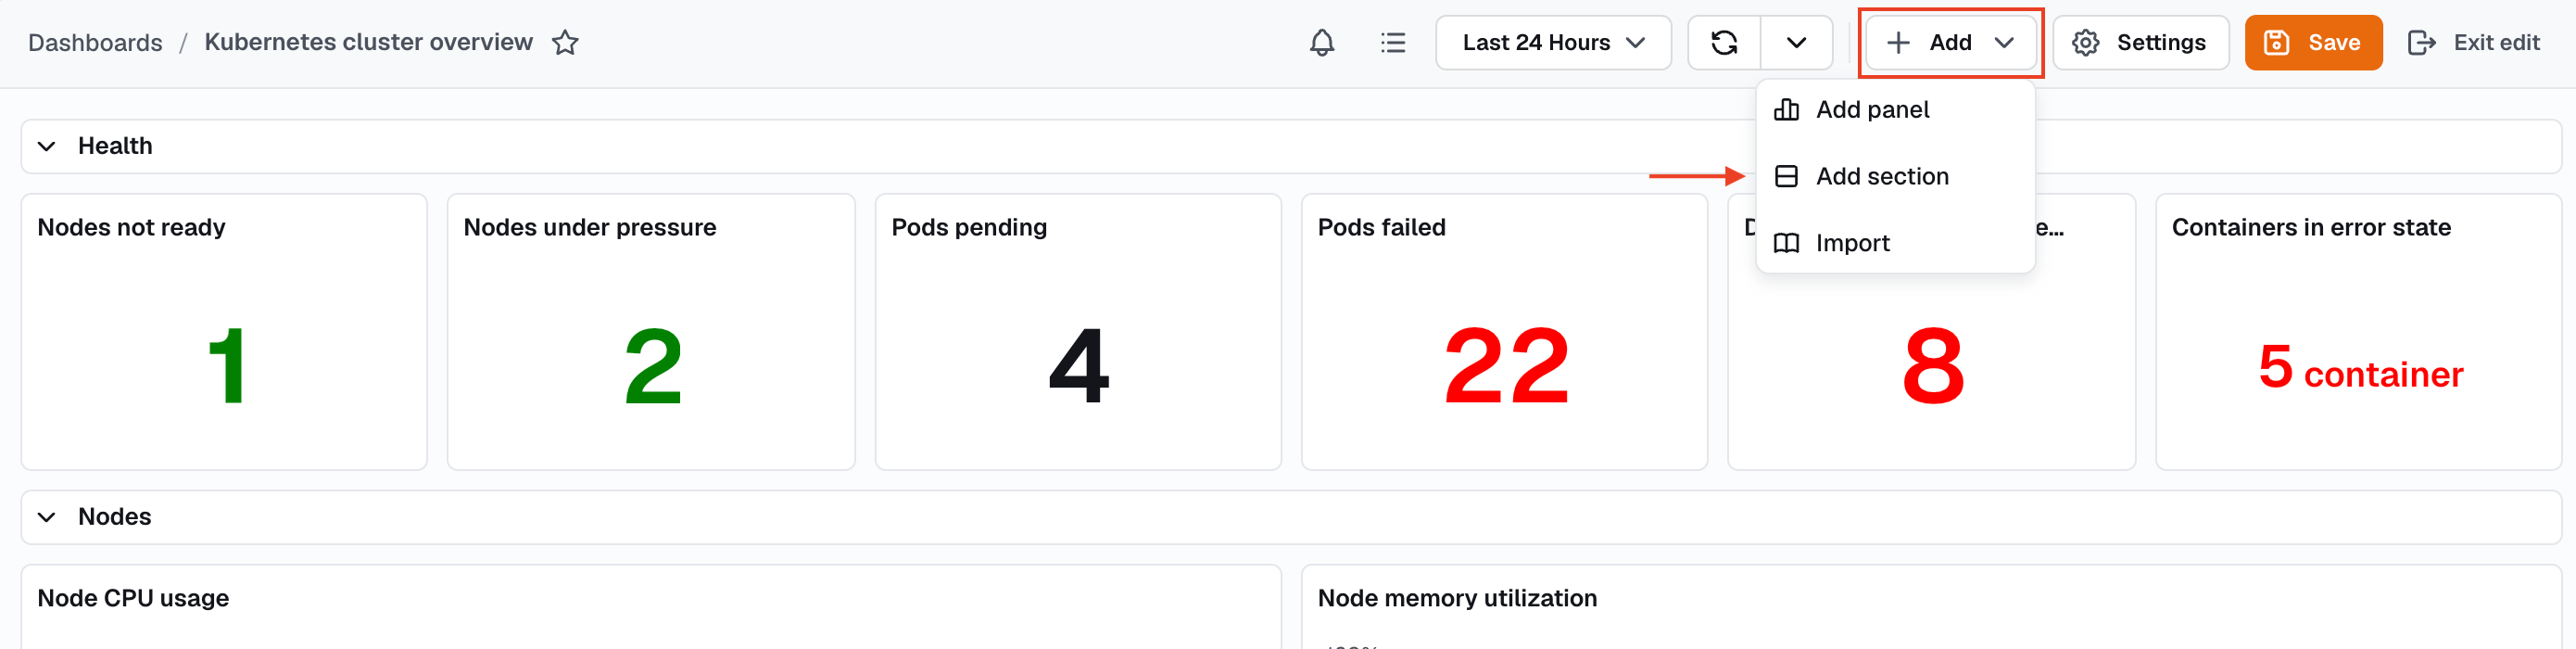 Dashboards / Kubernetes cluster overview
Last 24 Hours
Add
Settings
Save
Exit edit
Add panel
Add section
Import
Health
Nodes not ready
1
Nodes under pressure
2
Pods pending
4
Pods failed
22
8
Containers in error state
5 container
Nodes
Node CPU usage
Node memory utilization